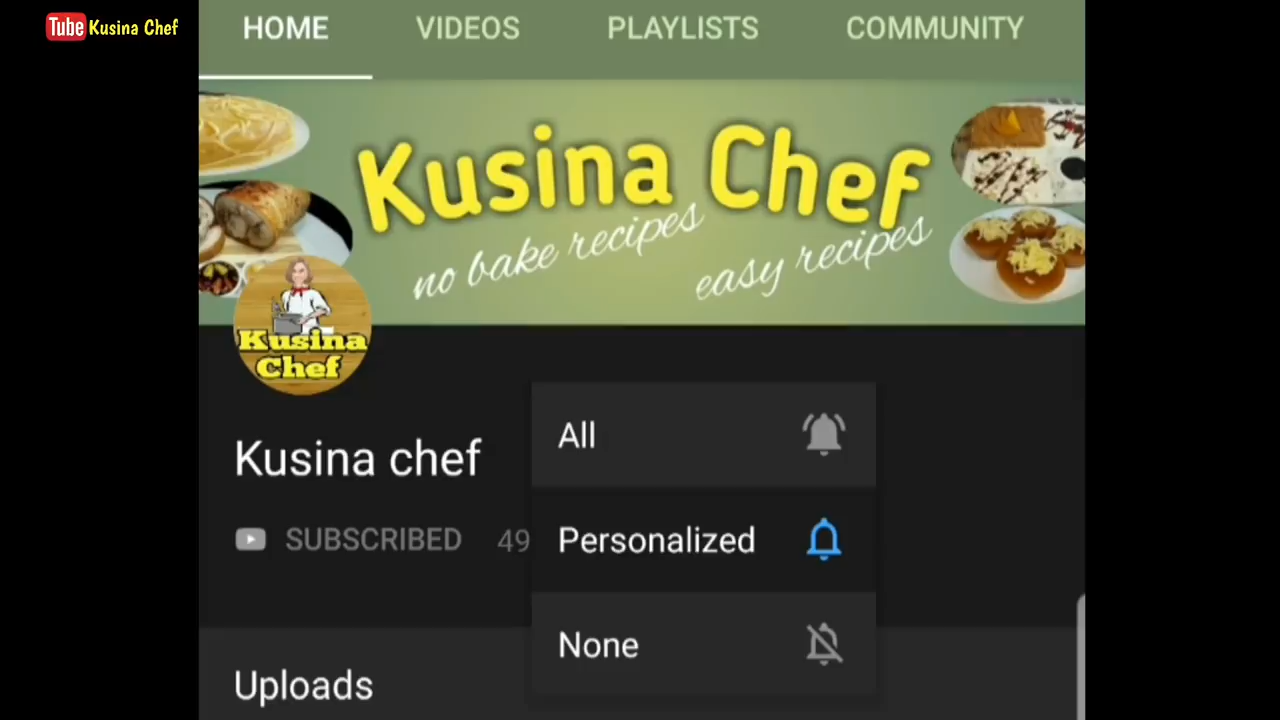 Tube Kusina Chef
HOME VIDEOS PLAYLISTS COMMUNITY
Kusina Chef
no bake recipes
easy recipes
Kusina
Chef
Kusina chef
SUBSCRIBED 49
All
Personalized
None
Uploads